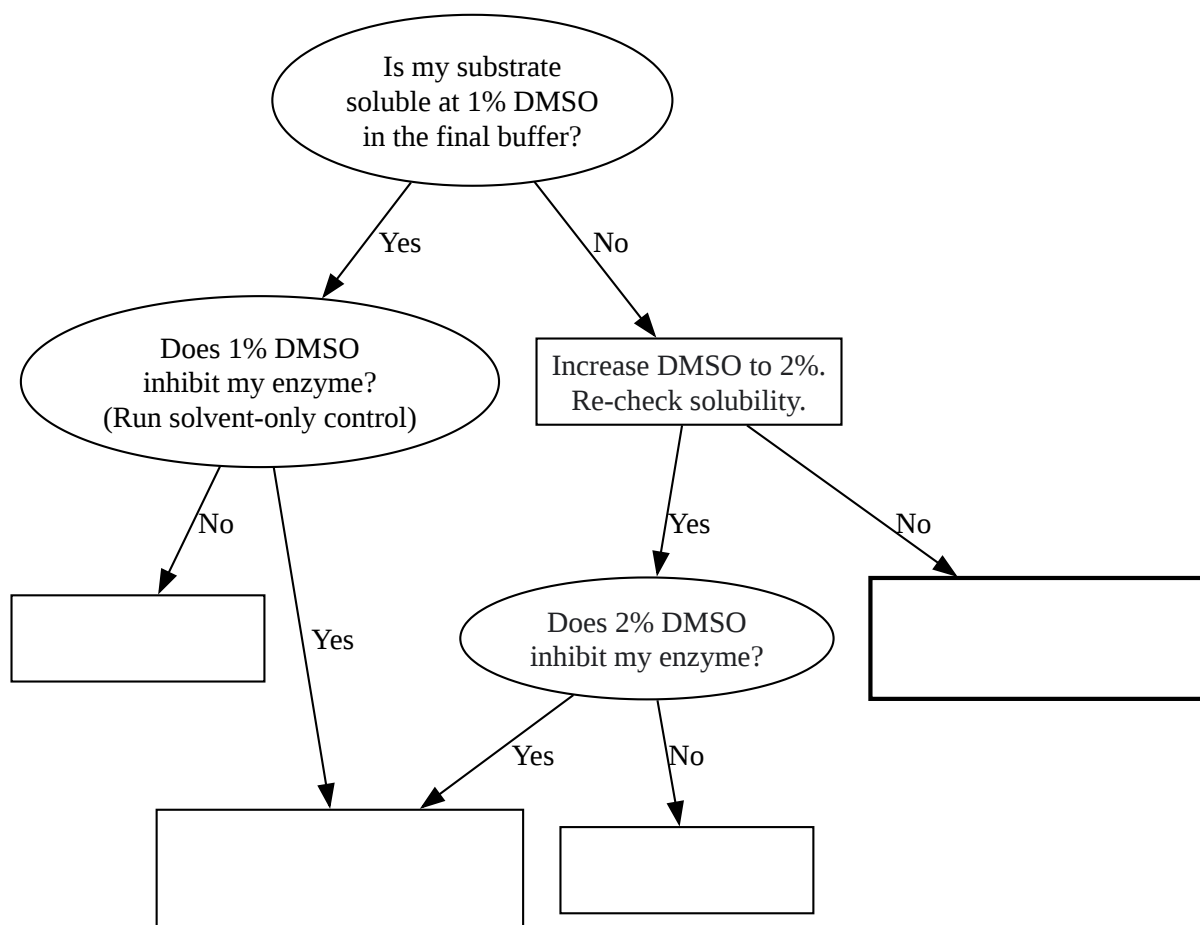 Is my substrate
soluble at 1% DMSO
in the final buffer?
Yes
No
Does 1% DMSO
inhibit my enzyme?
(Run solvent-only control)
Increase DMSO to 2%.
Re-check solubility.
No
Yes
No
Yes
Does 2% DMSO
inhibit my enzyme?
Yes
No